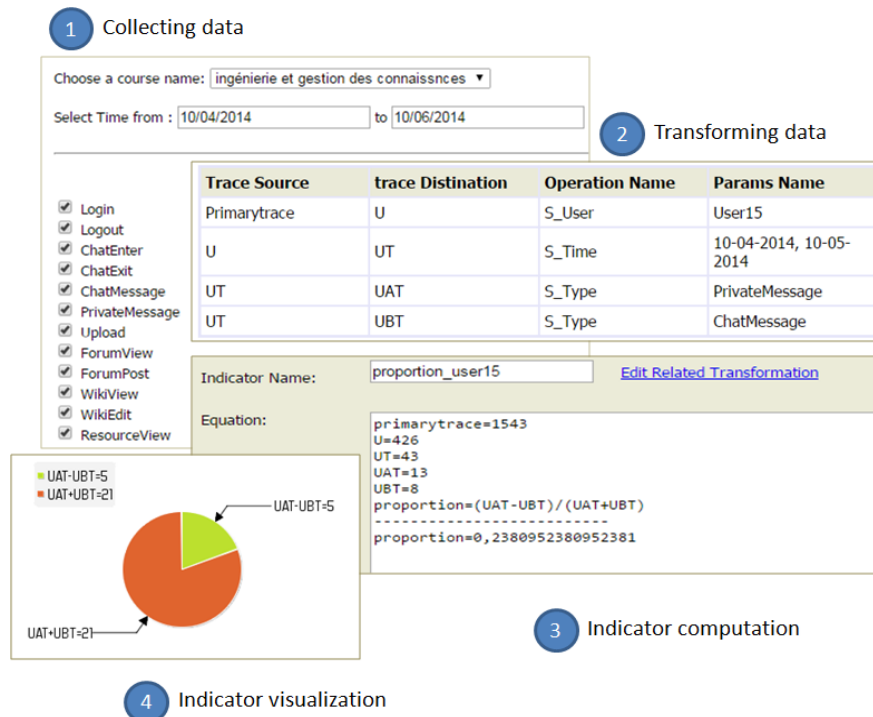 1 Collecting data
Choose a course name: ingénierie et gestion des connaissnces ▼
Select Time from : 10/04/2014 to 10/06/2014
Login
Logout
ChatEnter
ChatExit
ChatMessage
PrivateMessage
Upload
ForumView
ForumPost
WikiView
WikiEdit
ResourceView
2 Transforming data
Trace Source trace Distination Operation Name Params Name
Primarytrace U S_User User15
U UT S_Time 10-04-2014, 10-05-
2014
UT UAT S_Type PrivateMessage
UT UBT S_Type ChatMessage
Indicator Name: proportion_user15 Edit Related Transformation
Equation:
primarytrace=1543
U=426
UT=43
UAT=13
UBT=8
proportion=(UAT-UBT)/(UAT+UBT)
--------------------------
proportion=0,2380952380952381
3 Indicator computation
UAT-UBT=5
UAT+UBT=21
UAT-UBT=5
UAT+UBT=21
4 Indicator visualization